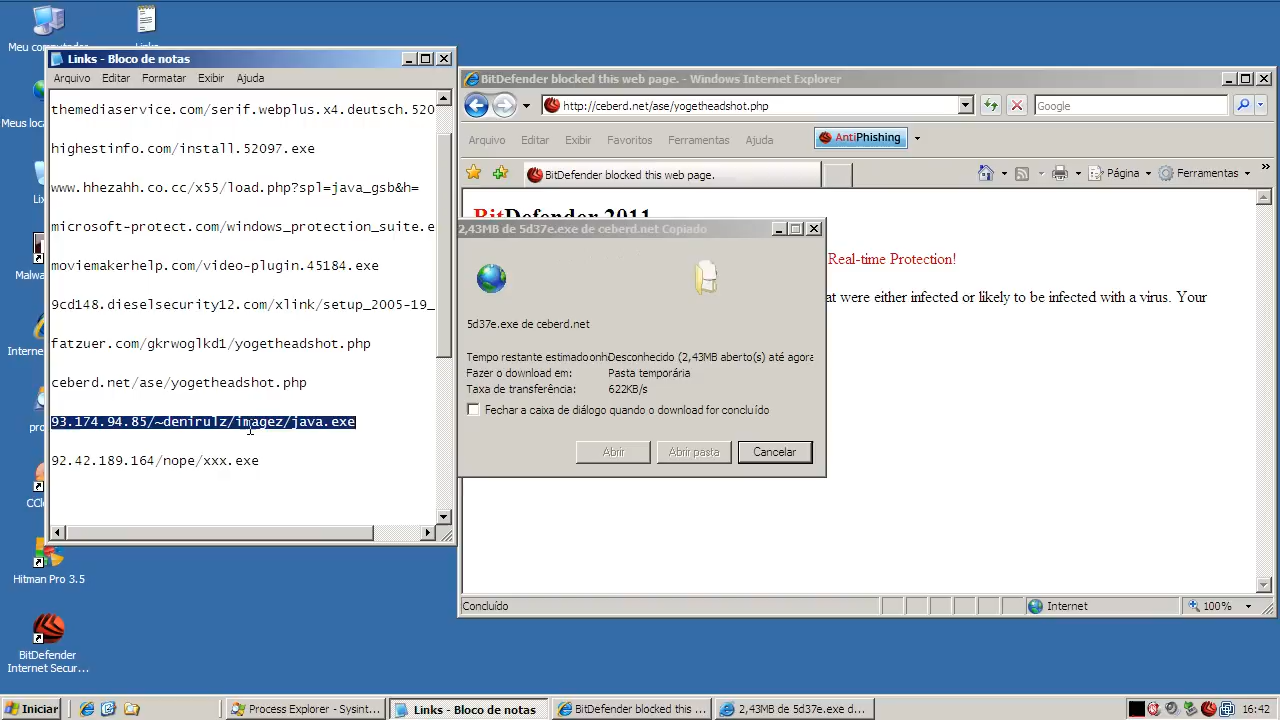 Meu computador
Links
Links - Bloco de notas
Arquivo Editar Formatar Exibir Ajuda
themediaservice.com/serif.webplus.x4.deutsch.520
highestinfo.com/install.52097.exe
www.hhezahh.co.cc/x55/load.php?spl=java_gsb&h=
microsoft-protect.com/windows_protection_suite.e
moviemakerhelp.com/video-plugin.45184.exe
9cd148.dieselsecurity12.com/xlink/setup_2005-19_
fatzuer.com/gkrwoglkd1/yogetheadshot.php
ceberd.net/ase/yogetheadshot.php
93.174.94.85/~denirulz/imagez/java.exe
92.42.189.164/nope/xxx.exe
BitDefender blocked this web page. - Windows Internet Explorer
http://ceberd.net/ase/yogetheadshot.php
Google
Arquivo Editar Exibir Favoritos Ferramentas Ajuda
AntiPhishing
BitDefender blocked this web page.
Página
Ferramentas
BitDefender 2011
Real-time Protection!
at were either infected or likely to be infected with a virus. Your
2,43MB de 5d37e.exe de ceberd.net Copiado
5d37e.exe de ceberd.net
Desconhecido (2,43MB aberto(s) até agora
Fazer o download em: Pasta temporária
Taxa de transferência: 622KB/s
Fechar a caixa de diálogo quando o download for concluído
Abrir Abrir pasta Cancelar
Concluído
Internet
100%
Meus loca
Lix
Malwa
Intern
pro
CCl
Hitman Pro 3.5
BitDefender
Internet Secur...
Iniciar
Process Explorer - Sysint...
Links - Bloco de notas
BitDefender blocked this ...
2,43MB de 5d37e.exe d...
16:42